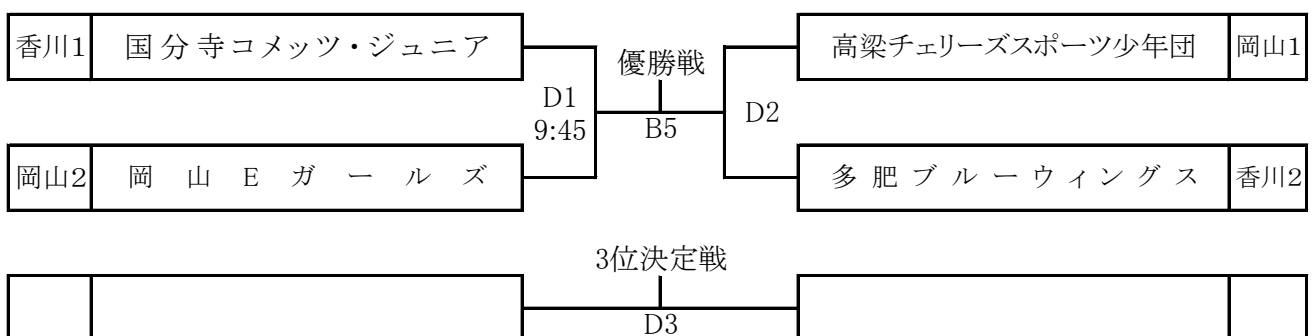 香川1 国分寺コメッツ・ジュニア
高梁チェリーズスポーツ少年団 岡山1
優勝戦
D1
9:45
B5
D2
岡山2 岡山Eガールズ
多肥ブルーウィングス 香川2
3位決定戦
D3